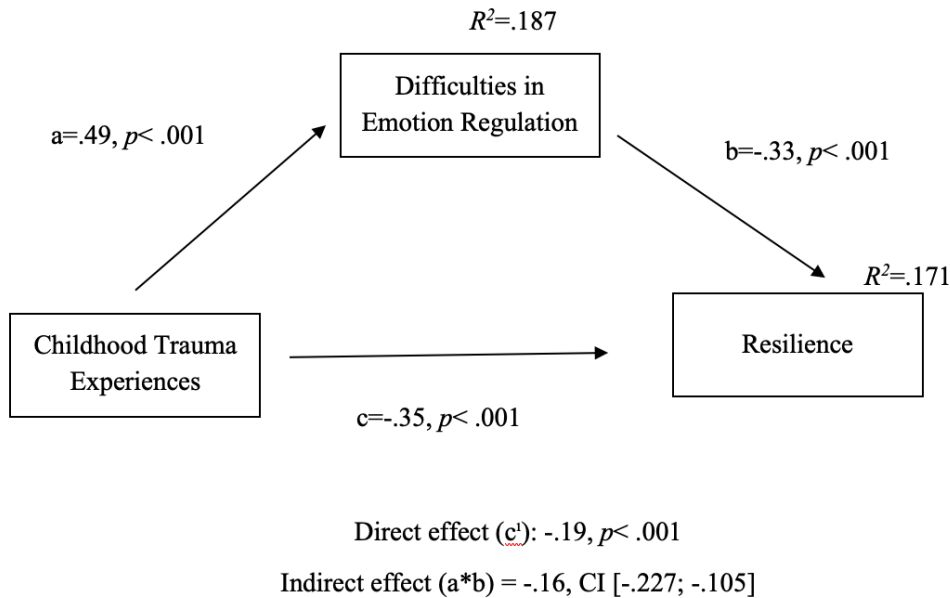 R²=.187
Difficulties in
Emotion Regulation
a=.49, p< .001
b=-.33, p< .001
R²=.171
Childhood Trauma
Experiences
Resilience
c=-.35, p< .001
Direct effect (c¹): -.19, p< .001
Indirect effect (a*b) = -.16, CI [-.227; -.105]